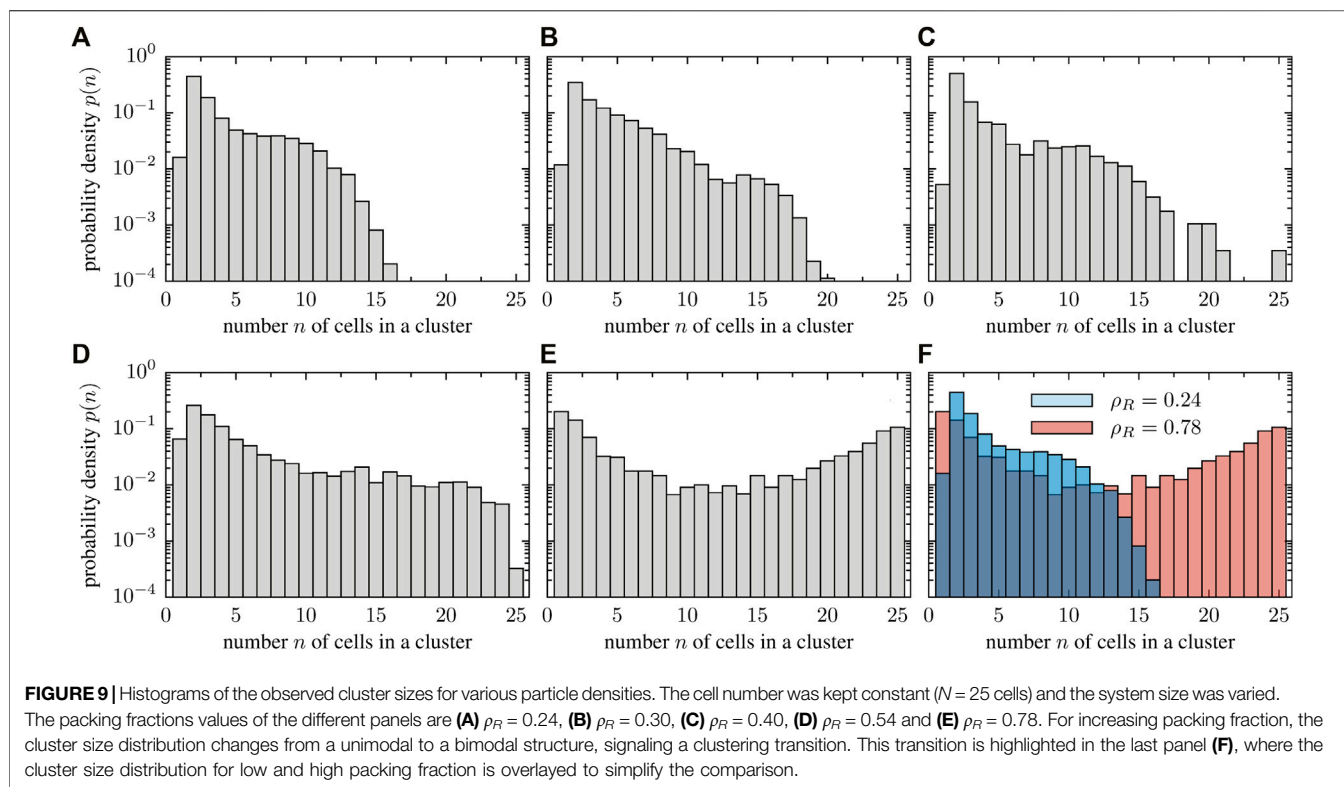 A
B
C
10⁰
10⁻¹
10⁻²
10⁻³
10⁻⁴
probability density p(n)
0 5 10 15 20 25
0 5 10 15 20 25
0 5 10 15 20 25
number n of cells in a cluster
number n of cells in a cluster
number n of cells in a cluster
D
E
F
10⁰
10⁻¹
10⁻²
10⁻³
10⁻⁴
probability density p(n)
ρ_R = 0.24
ρ_R = 0.78
0 5 10 15 20 25
0 5 10 15 20 25
0 5 10 15 20 25
number n of cells in a cluster
number n of cells in a cluster
number n of cells in a cluster
FIGURE 9 | Histograms of the observed cluster sizes for various particle densities. The cell number was kept constant (N = 25 cells) and the system size was varied.
The packing fractions values of the different panels are (A) ρ_R = 0.24, (B) ρ_R = 0.30, (C) ρ_R = 0.40, (D) ρ_R = 0.54 and (E) ρ_R = 0.78. For increasing packing fraction, the
cluster size distribution changes from a unimodal to a bimodal structure, signaling a clustering transition. This transition is highlighted in the last panel (F), where the
cluster size distribution for low and high packing fraction is overlayed to simplify the comparison.